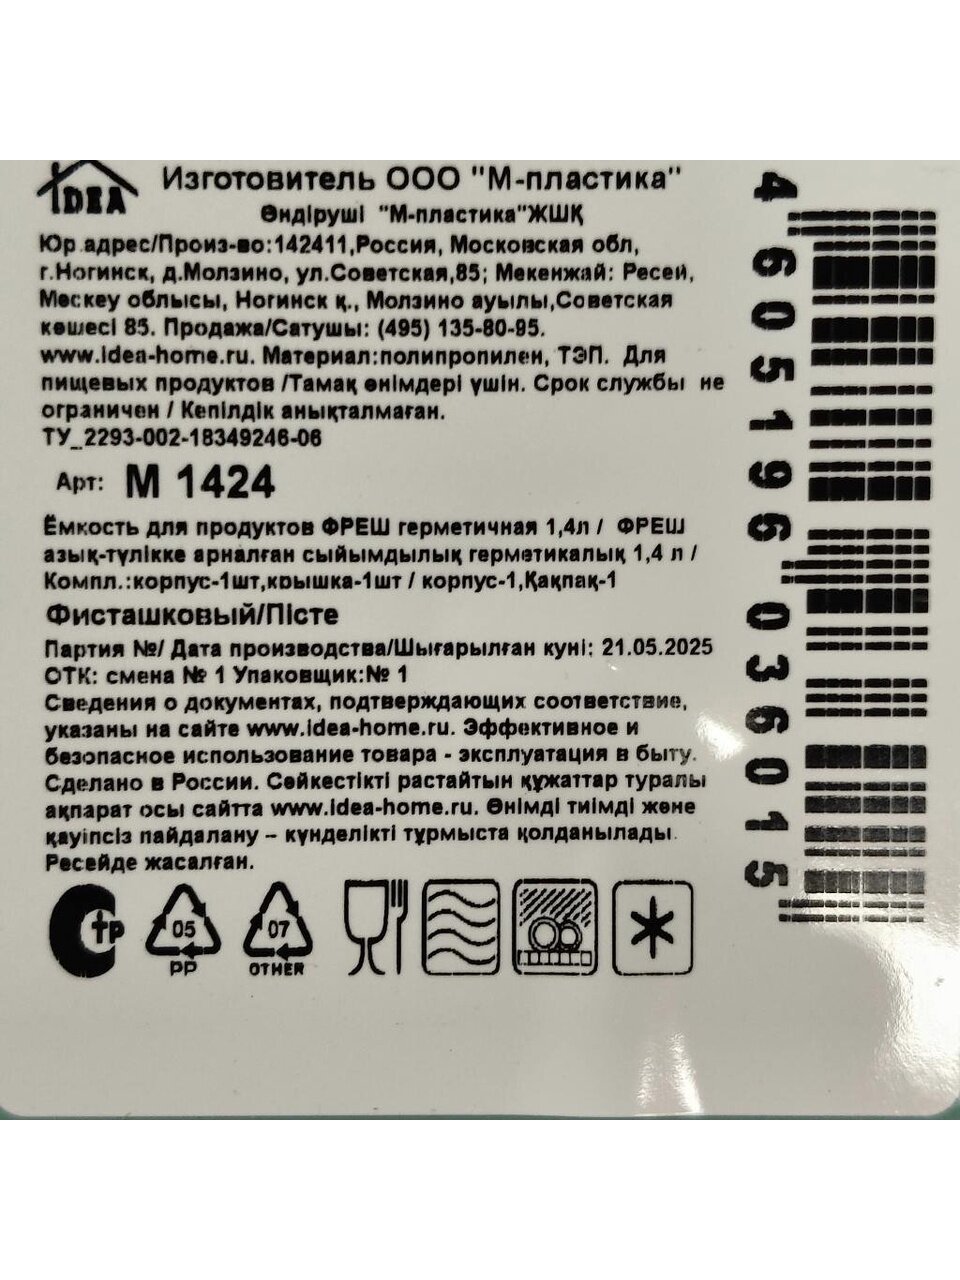 IDEA
Изготовитель ООО "М-пластика"
Өндіруші "М-пластика"ЖШҚ
Юр.адрес/Произ-во:142411,Россия, Московская обл,
г.Ногинск, д.Молзино, ул.Советская,85; Мекенжай: Ресей,
Мәскеу облысы, Ногинск қ., Молзино ауылы,Советская
көшесі 85. Продажа/Сатушы: (495) 135-80-95.
www.idea-home.ru. Материал:полипропилен, ТЭП. Для
пищевых продуктов /Тамақ өнімдері үшін. Срок службы не
ограничен / Кепілдік анықталмаған.
ТУ_2293-002-18349246-06
Арт: М 1424
Ёмкость для продуктов ФРЕШ герметичная 1,4л / ФРЕШ
азық-түлікке арналған сыйымдылық герметикалық 1,4 л /
Компл.:корпус-1шт,крышка-1шт / корпус-1,Қақпақ-1
Фисташковый/Пісте
Партия №/ Дата производства/Шығарылған куні: 21.05.2025
ОТК: смена № 1 Упаковщик:№ 1
Сведения о документах, подтверждающих соответствие,
указаны на сайте www.idea-home.ru. Эффективное и
безопасное использование товара - эксплуатация в быту.
Сделано в России. Сәйкестікті растайтын құжаттар туралы
ақпарат осы сайтта www.idea-home.ru. Өнімді тиімді және
қауіпсіз пайдалану – күнделікті тұрмыста қолданылады.
Ресейде жасалған.
СТР
05
PP
07
OTHER
4605196036015